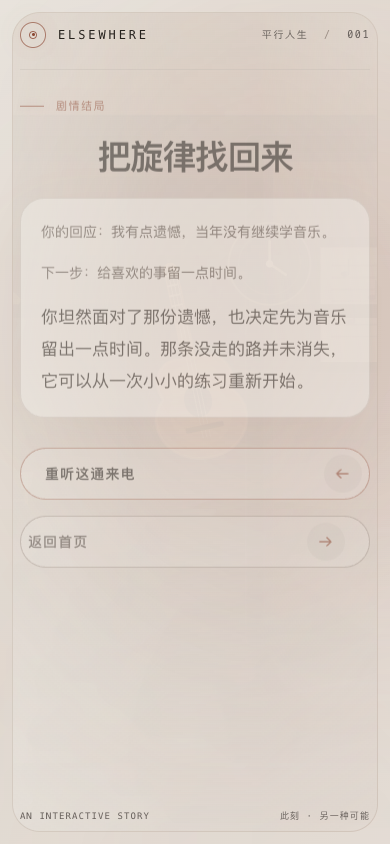 ELSEWHERE
平行人生 / 001
剧情结局
把旋律找回来
你的回应：我有点遗憾，当年没有继续学音乐。
下一步：给喜欢的事留一点时间。
你坦然面对了那份遗憾，也决定先为音乐
留出一点时间。那条没走的路并未消失，
它可以从一次小小的练习重新开始。
重听这通来电 ←
返回首页 →
AN INTERACTIVE STORY
此刻 · 另一种可能